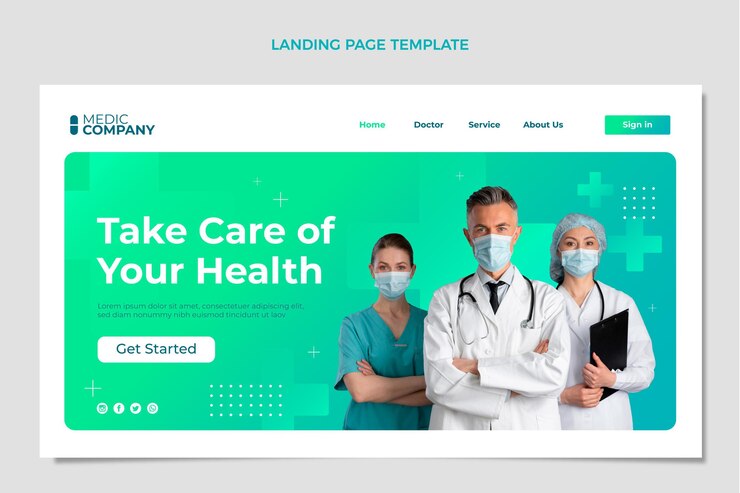 LANDING PAGE TEMPLATE
MEDIC
COMPANY
Home Doctor Service About Us Sign in
Take Care of
Your Health
Lorem ipsum dolor sit amet, consectetuer adipiscing elit,
sed diam nonummy nibh euismod tincidunt ut laoreet
Get Started